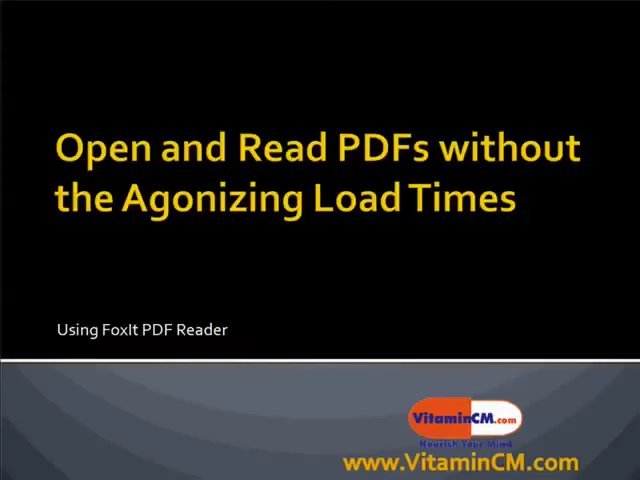 Open and Read PDFs without
the Agonizing Load Times
Using FoxIt PDF Reader
VitaminCM.com
Nourish Your Mind
www.VitaminCM.com